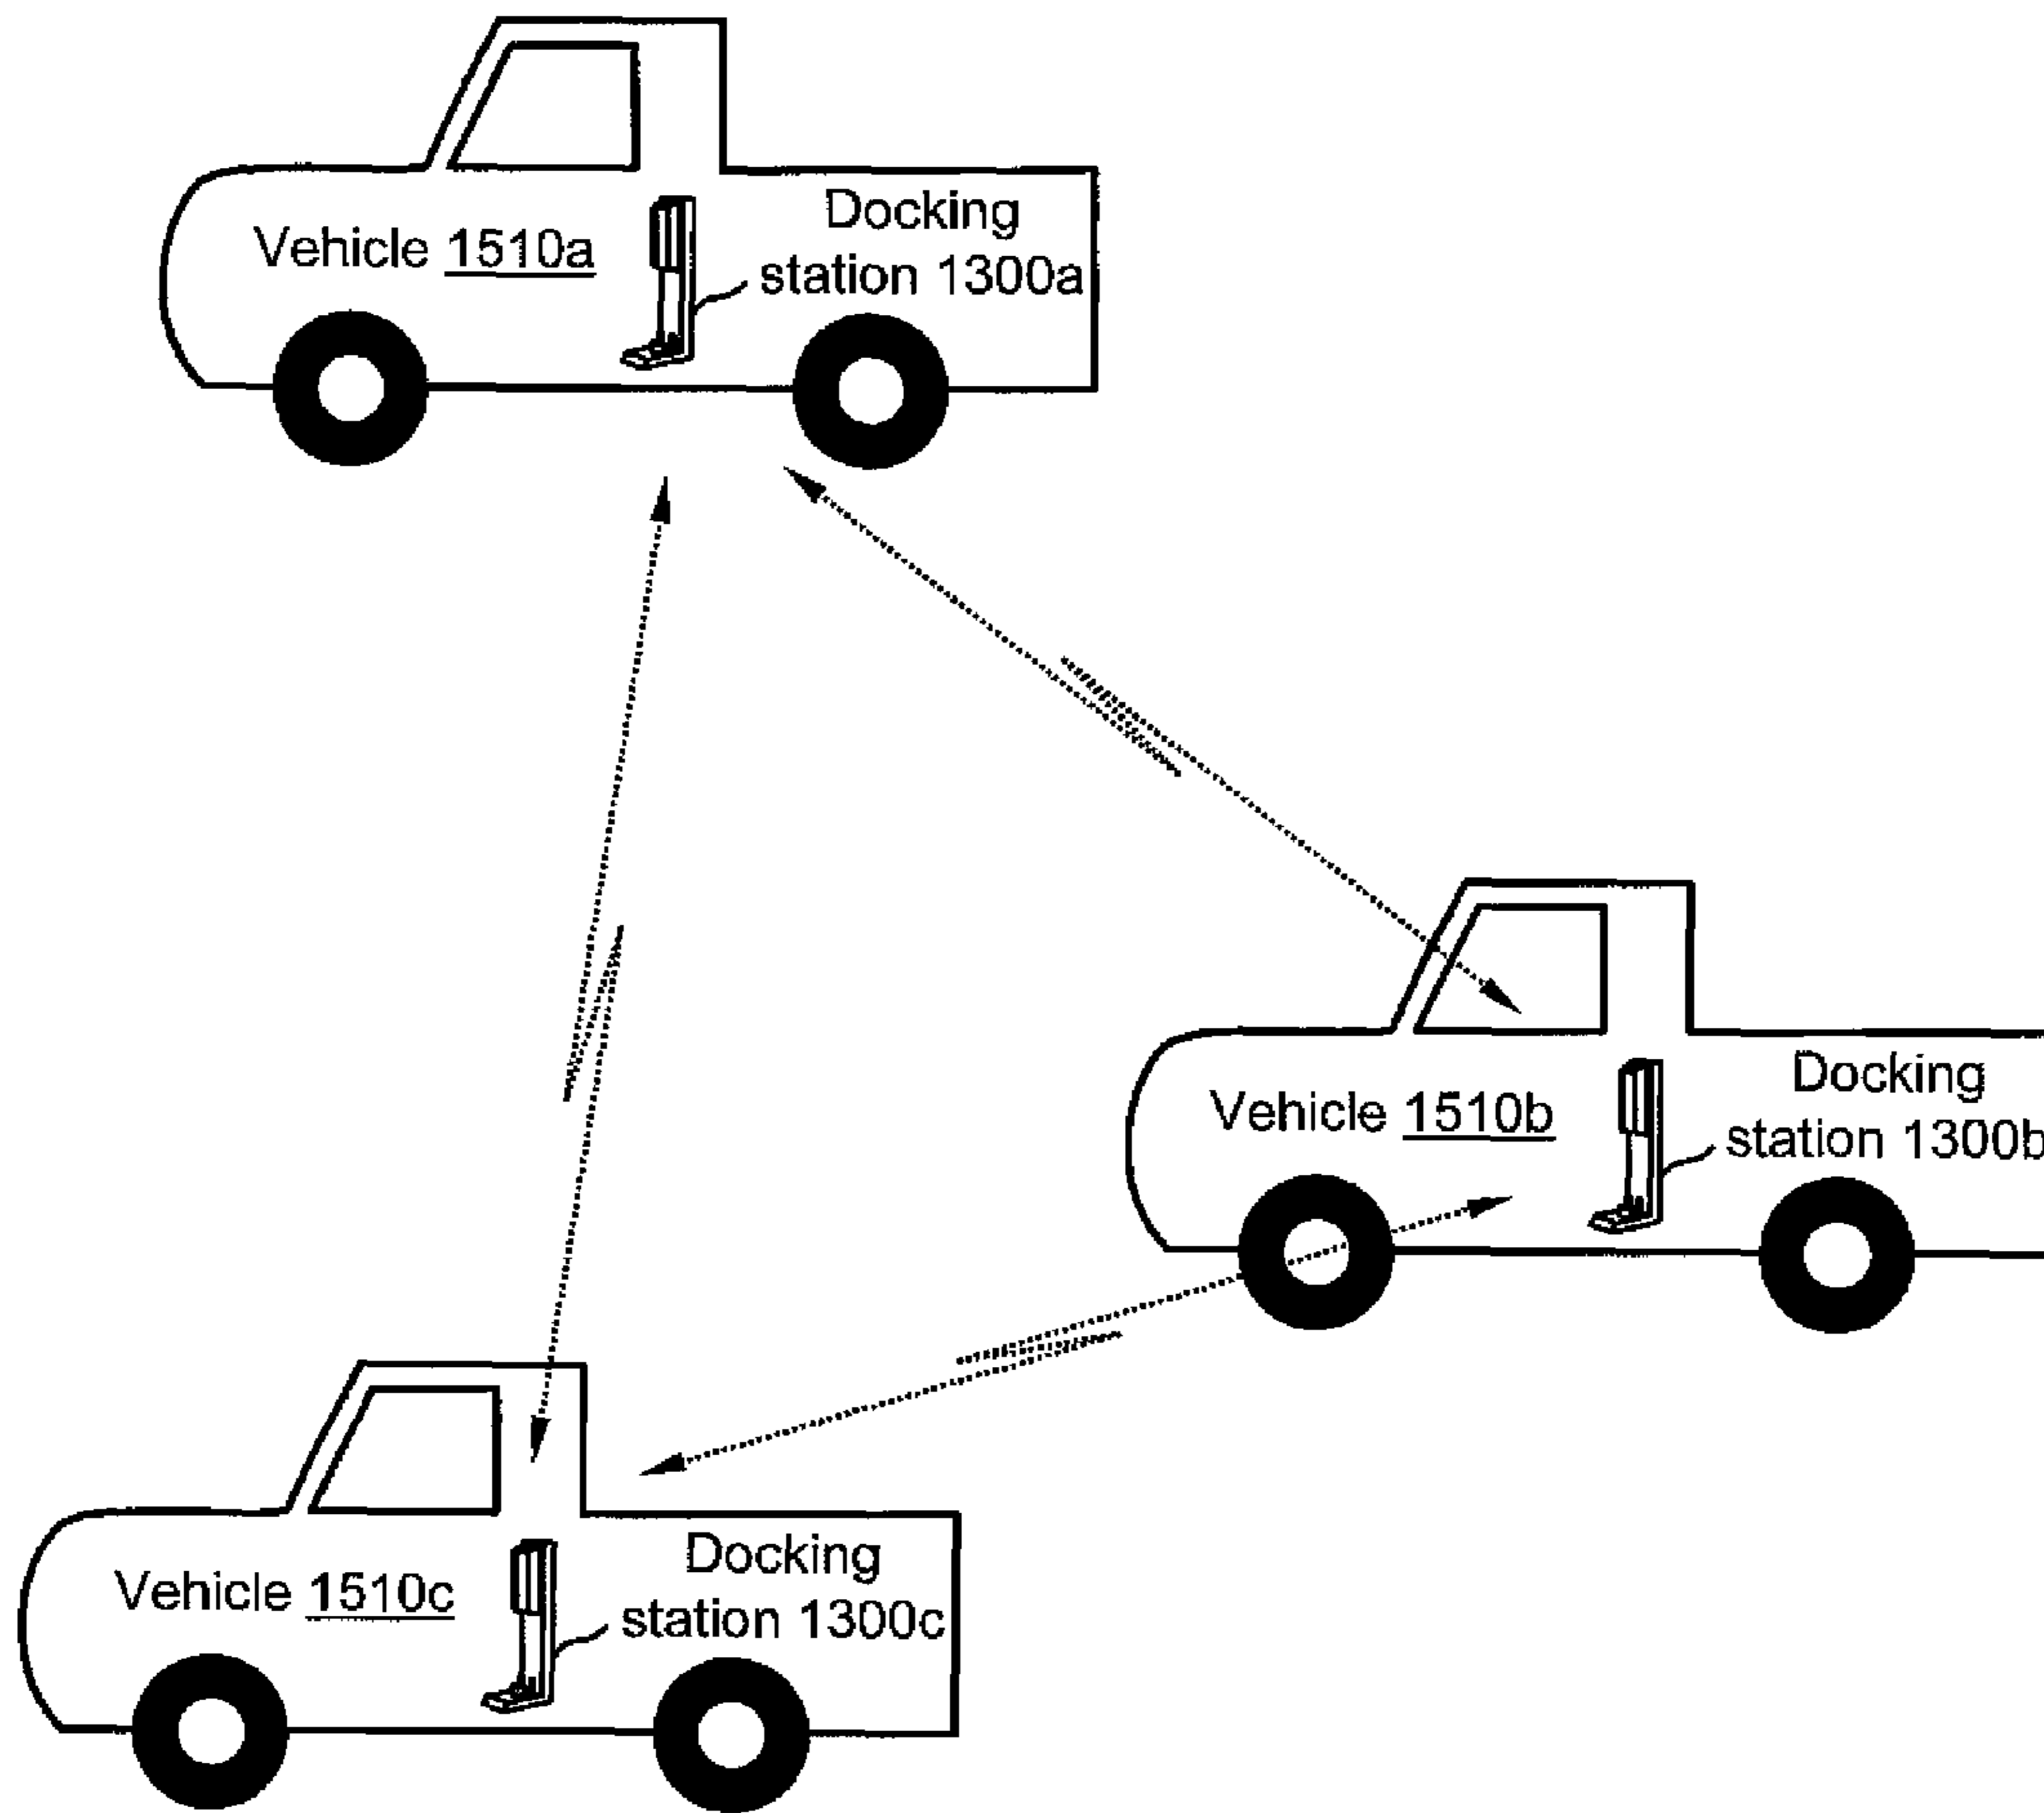 Vehicle 1510a
Docking
station 1300a
Vehicle 1510b
Docking
station 1300b
Vehicle 1510c
Docking
station 1300c